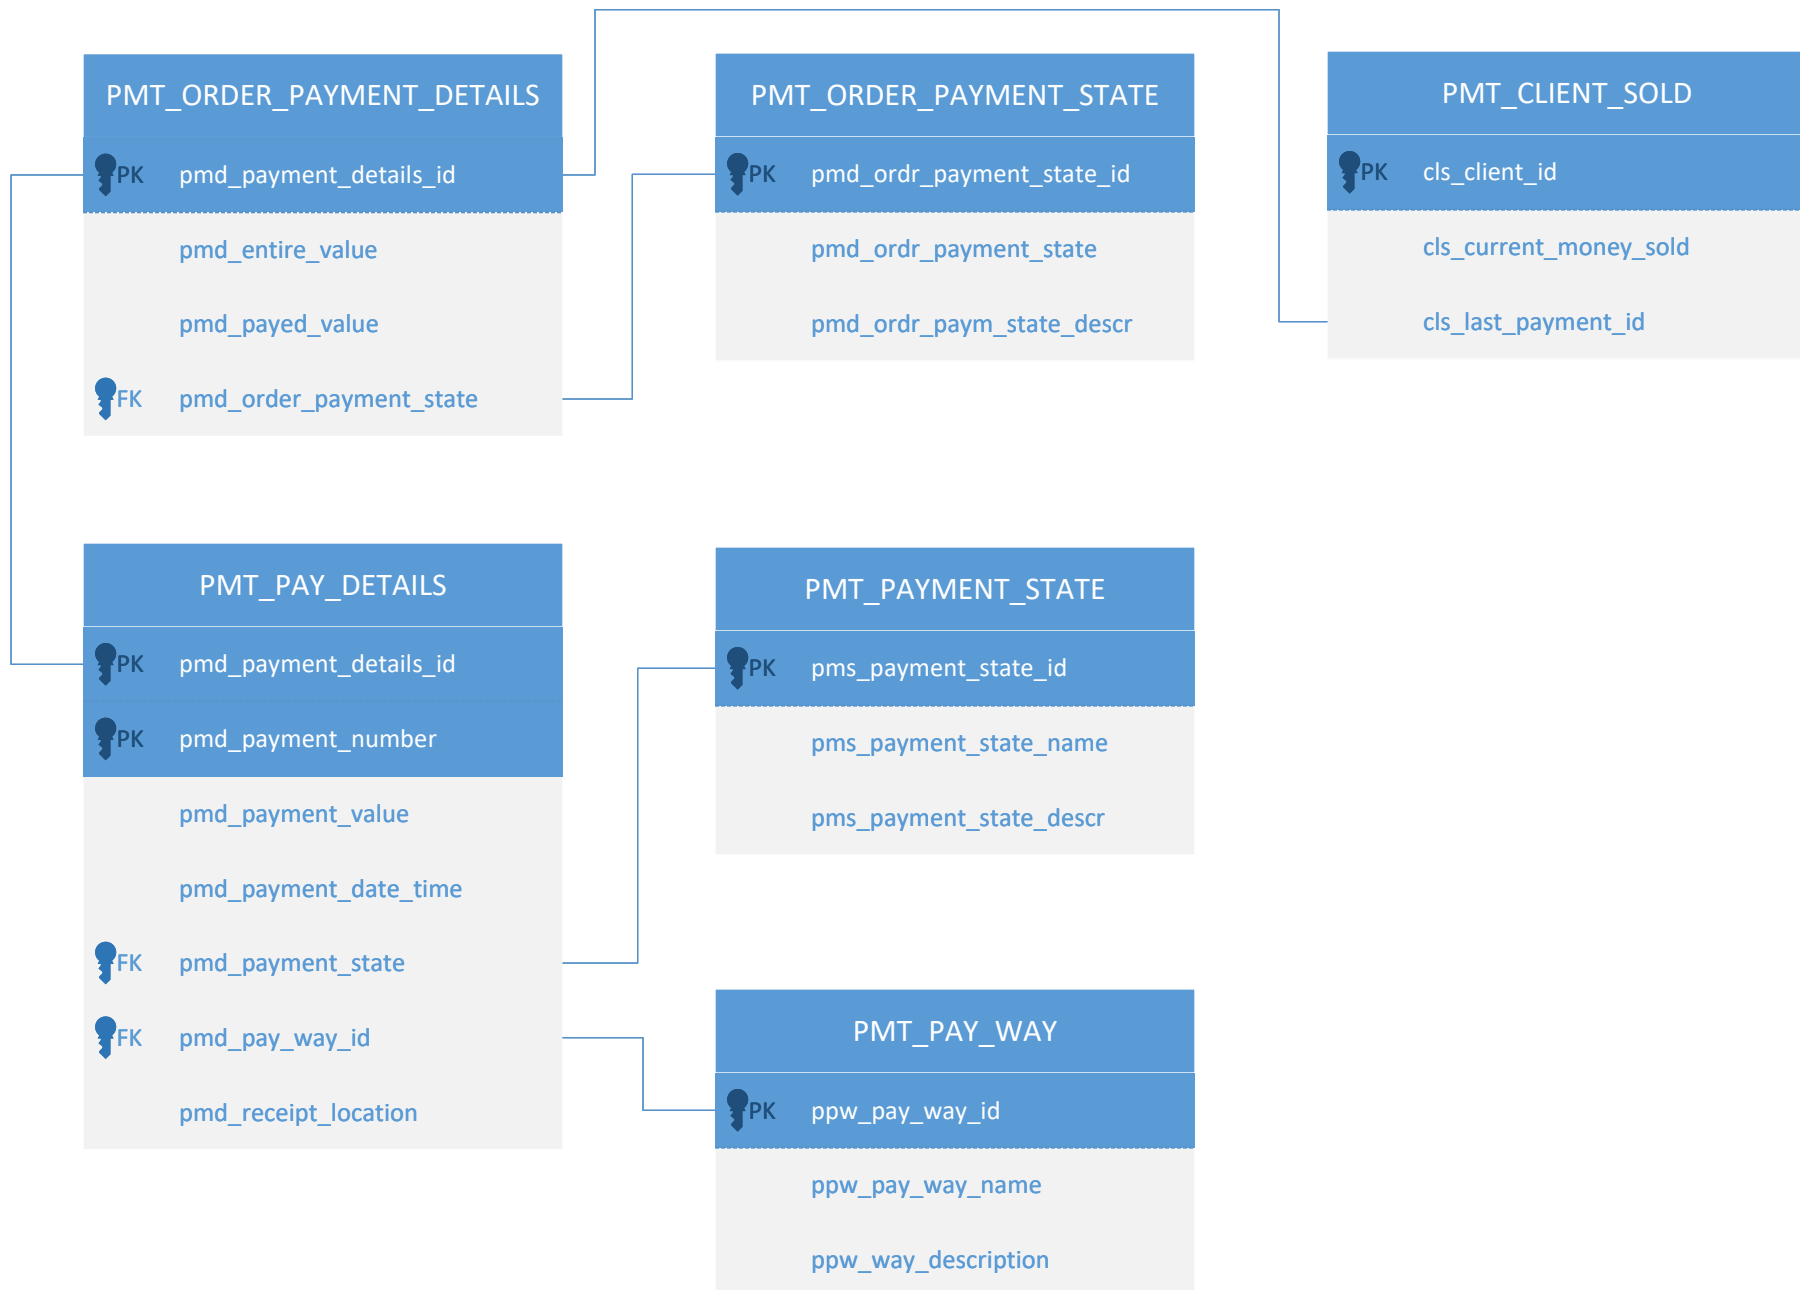 PMT_ORDER_PAYMENT_DETAILS
PK pmd_payment_details_id
pmd_entire_value
pmd_payed_value
FK pmd_order_payment_state
PMT_ORDER_PAYMENT_STATE
PK pmd_ordr_payment_state_id
pmd_ordr_payment_state
pmd_ordr_paym_state_descr
PMT_CLIENT_SOLD
PK cls_client_id
cls_current_money_sold
cls_last_payment_id
PMT_PAY_DETAILS
PK pmd_payment_details_id
PK pmd_payment_number
pmd_payment_value
pmd_payment_date_time
FK pmd_payment_state
FK pmd_pay_way_id
pmd_receipt_location
PMT_PAYMENT_STATE
PK pms_payment_state_id
pms_payment_state_name
pms_payment_state_descr
PMT_PAY_WAY
PK ppw_pay_way_id
ppw_pay_way_name
ppw_way_description